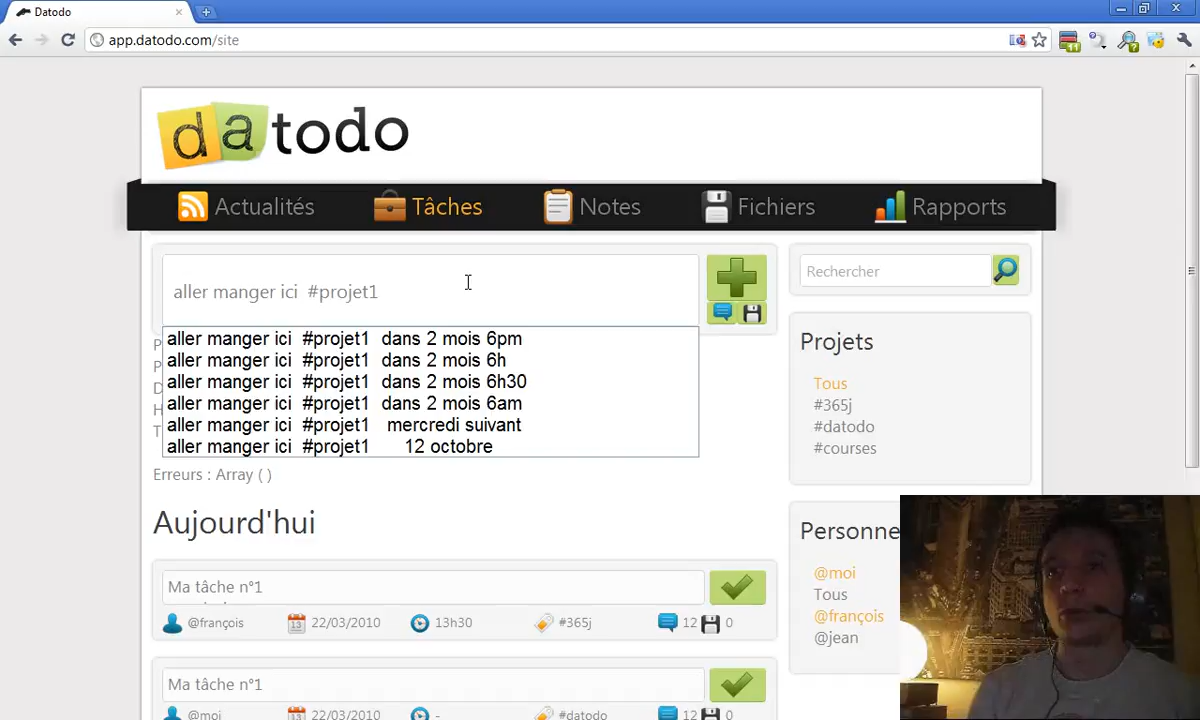 Datodo
app.datodo.com/site
datodo
Actualités Tâches Notes Fichiers Rapports
aller manger ici #projet1
aller manger ici #projet1 dans 2 mois 6pm
aller manger ici #projet1 dans 2 mois 6h
aller manger ici #projet1 dans 2 mois 6h30
aller manger ici #projet1 dans 2 mois 6am
aller manger ici #projet1 mercredi suivant
aller manger ici #projet1 12 octobre
Erreurs : Array ( )
Aujourd'hui
Ma tâche n°1
@françois 22/03/2010 13h30 #365j 12 0
Ma tâche n°1
@moi 22/03/2010 - #datodo 12 0
Rechercher
Projets
Tous
#365j
#datodo
#courses
Personne
@moi
Tous
@françois
@jean